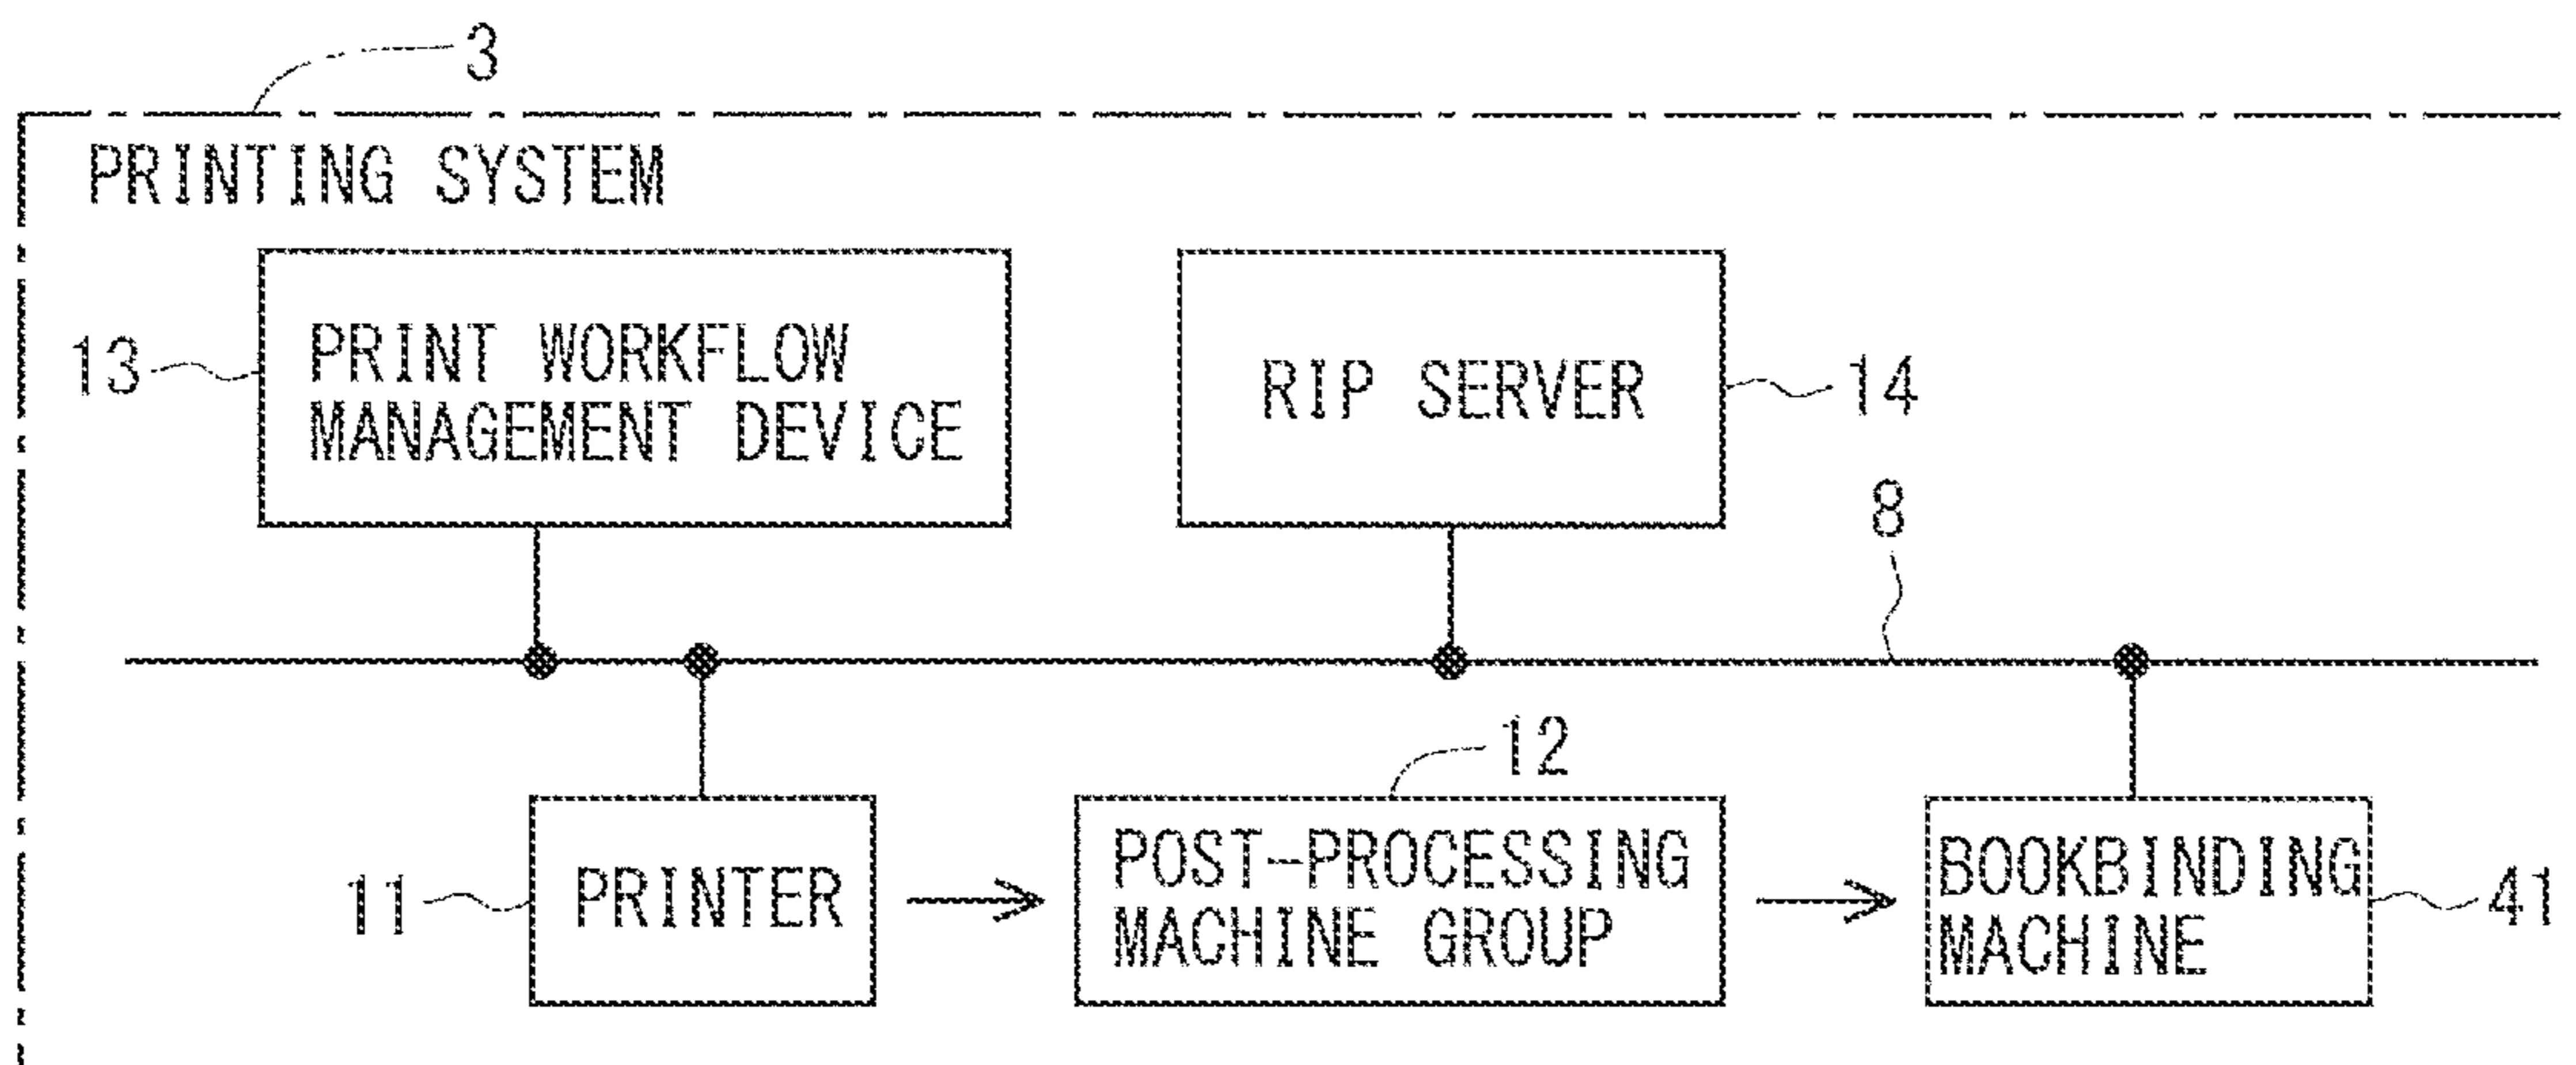 3
PRINTING SYSTEM
13
PRINT WORKFLOW
MANAGEMENT DEVICE
RIP SERVER
14
8
12
11
PRINTER
POST-PROCESSING
MACHINE GROUP
BOOKBINDING
MACHINE
41